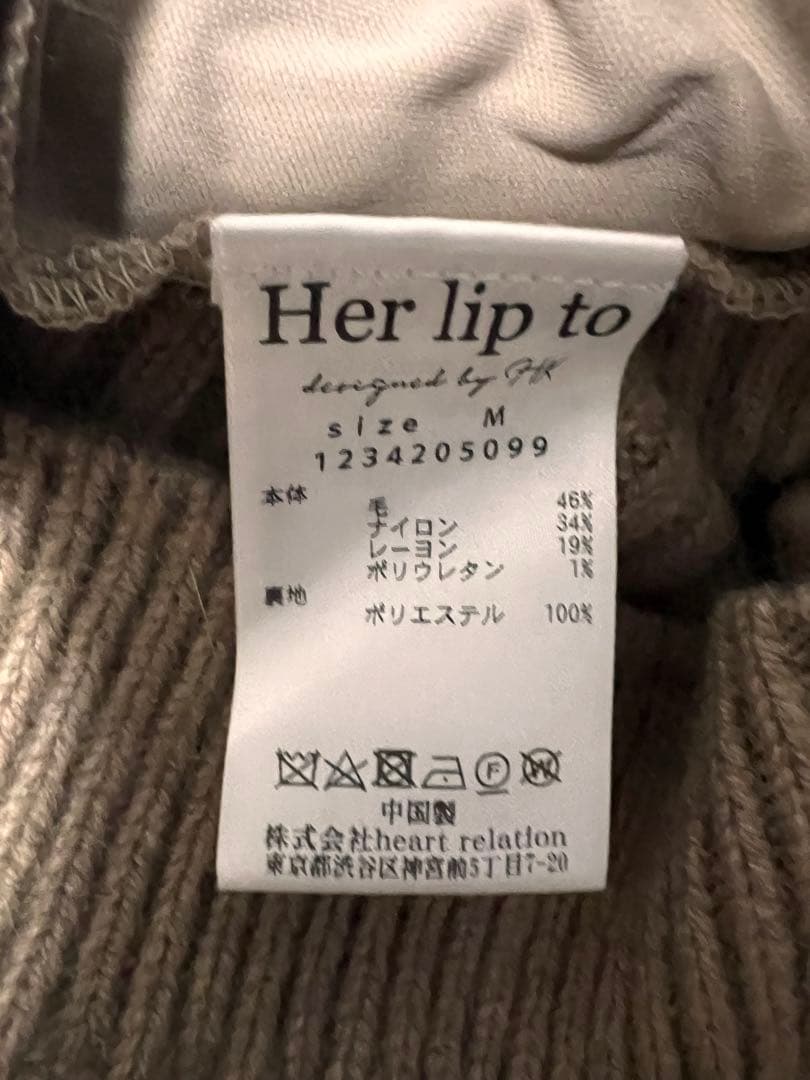 Her lip to
designed by HK
size M
1234205099
本体 毛 46%
ナイロン 34%
レーヨン 19%
ポリウレタン 1%
裏地 ポリエステル 100%
F W
中国製
株式会社heart relation
東京都渋谷区神宮前5丁目7-20